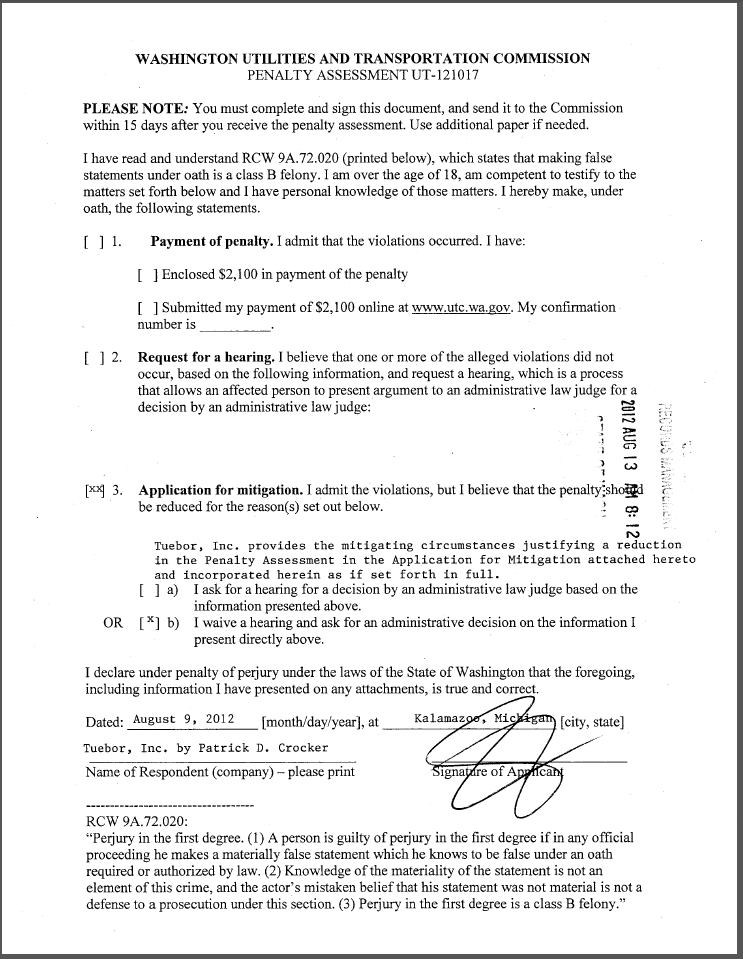 WASHINGTON UTILITIES AND TRANSPORTATION COMMISSION
PENALTY ASSESSMENT UT-121017
PLEASE NOTE: You must complete and sign this document, and send it to the Commission
within 15 days after you receive the penalty assessment. Use additional paper if needed.
I have read and understand RCW 9A.72.020 (printed below), which states that making false
statements under oath is a class B felony. I am over the age of 18, am competent to testify to the
matters set forth below and I have personal knowledge of those matters. I hereby make, under
oath, the following statements.
[ ] 1. Payment of penalty. I admit that the violations occurred. I have:
[ ] Enclosed $2,100 in payment of the penalty
[ ] Submitted my payment of $2,100 online at www.utc.wa.gov. My confirmation
number is _________.
[ ] 2. Request for a hearing. I believe that one or more of the alleged violations did not
occur, based on the following information, and request a hearing, which is a process
that allows an affected person to present argument to an administrative law judge for a
decision by an administrative law judge:
2012 AUG 13 AM 8:12
[xx] 3. Application for mitigation. I admit the violations, but I believe that the penalty should
be reduced for the reason(s) set out below.
Tuebor, Inc. provides the mitigating circumstances justifying a reduction
in the Penalty Assessment in the Application for Mitigation attached hereto
and incorporated herein as if set forth in full.
[ ] a) I ask for a hearing for a decision by an administrative law judge based on the
information presented above.
OR [x] b) I waive a hearing and ask for an administrative decision on the information I
present directly above.
I declare under penalty of perjury under the laws of the State of Washington that the foregoing,
including information I have presented on any attachments, is true and correct.
Dated: August 9, 2012 [month/day/year], at Kalamazoo, Michigan [city, state]
Tuebor, Inc. by Patrick D. Crocker
Name of Respondent (company) – please print Signature of Applicant
-----------------------------------
RCW 9A.72.020:
“Perjury in the first degree. (1) A person is guilty of perjury in the first degree if in any official
proceeding he makes a materially false statement which he knows to be false under an oath
required or authorized by law. (2) Knowledge of the materiality of the statement is not an
element of this crime, and the actor’s mistaken belief that his statement was not material is not a
defense to a prosecution under this section. (3) Perjury in the first degree is a class B felony.”